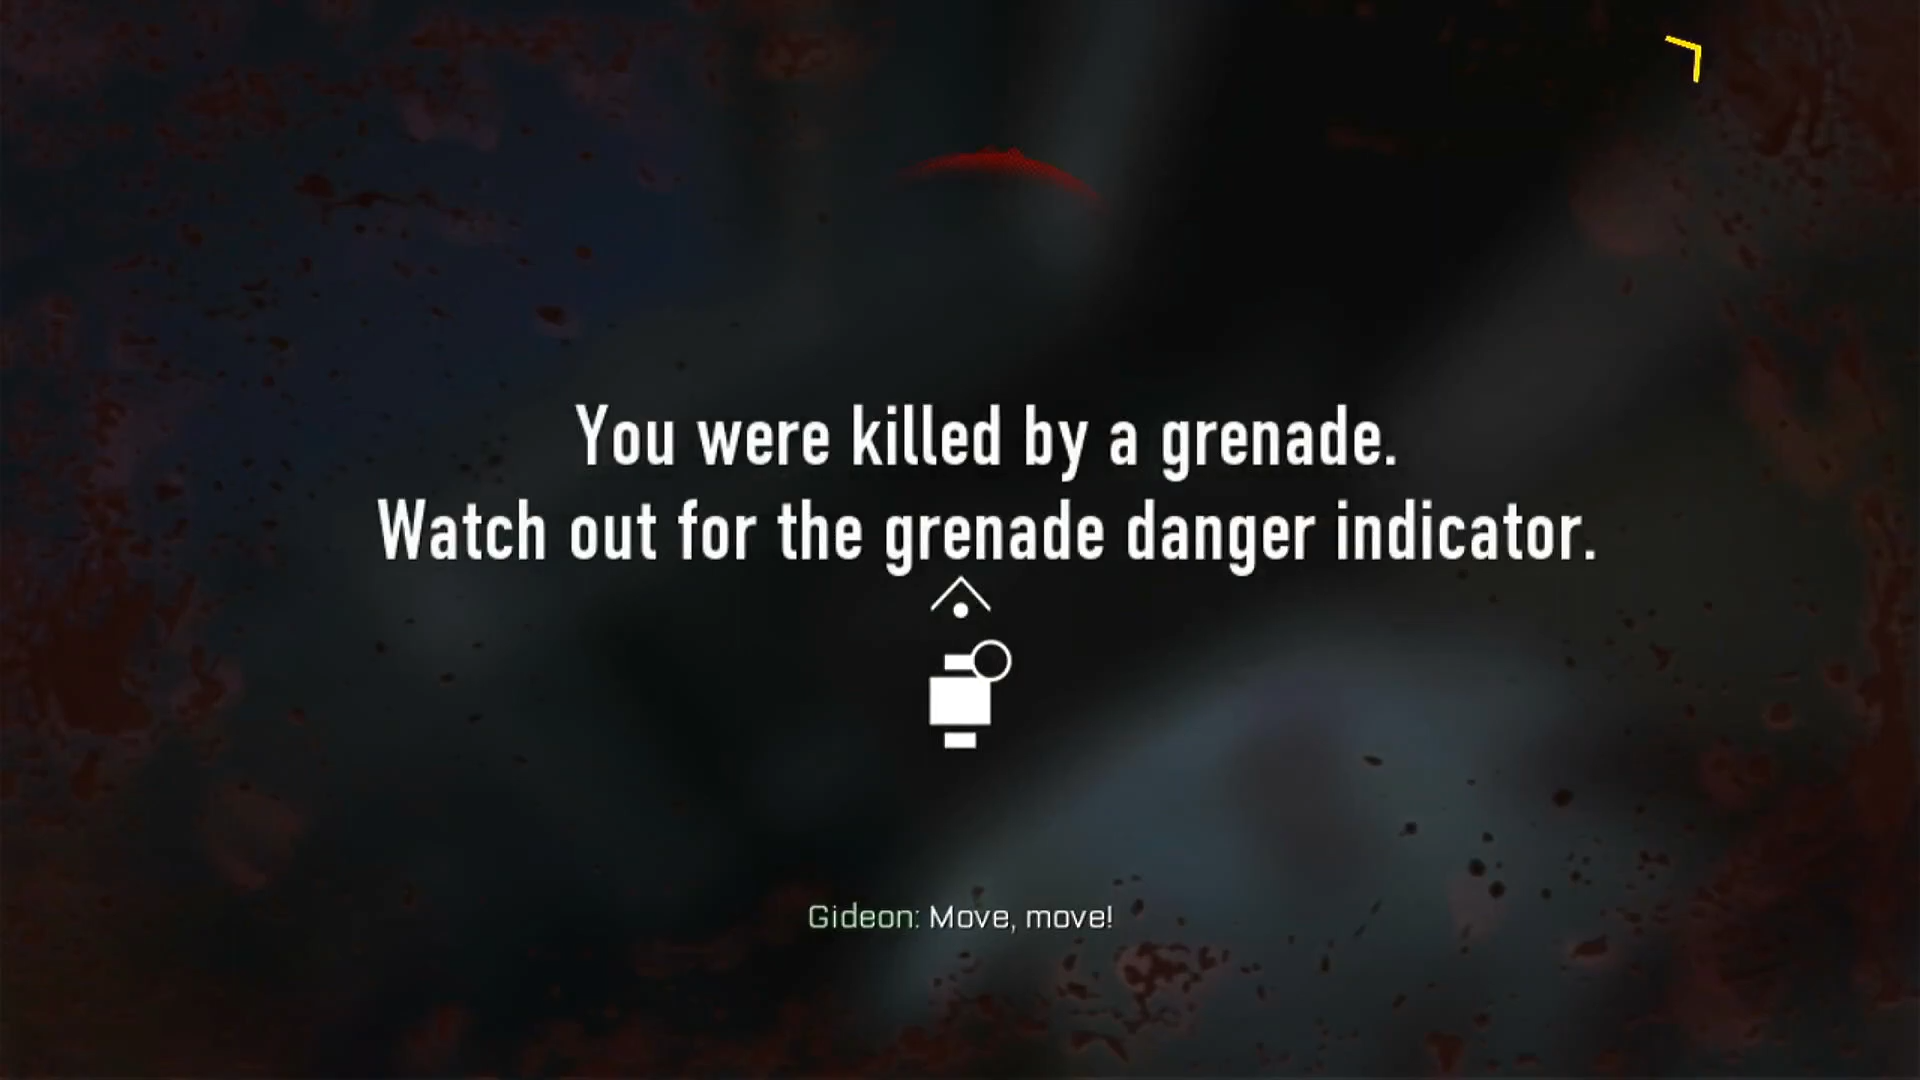 You were killed by a grenade.
Watch out for the grenade danger indicator.
Gideon: Move, move!